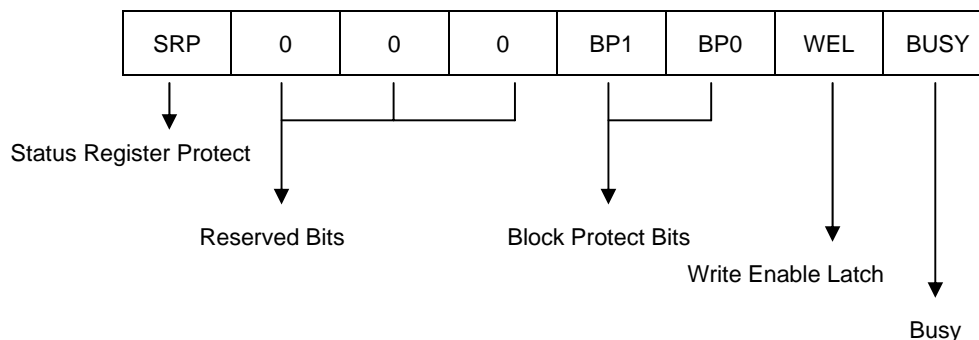 SRP 0 0 0 BP1 BP0 WEL BUSY
Status Register Protect
Reserved Bits
Block Protect Bits
Write Enable Latch
Busy